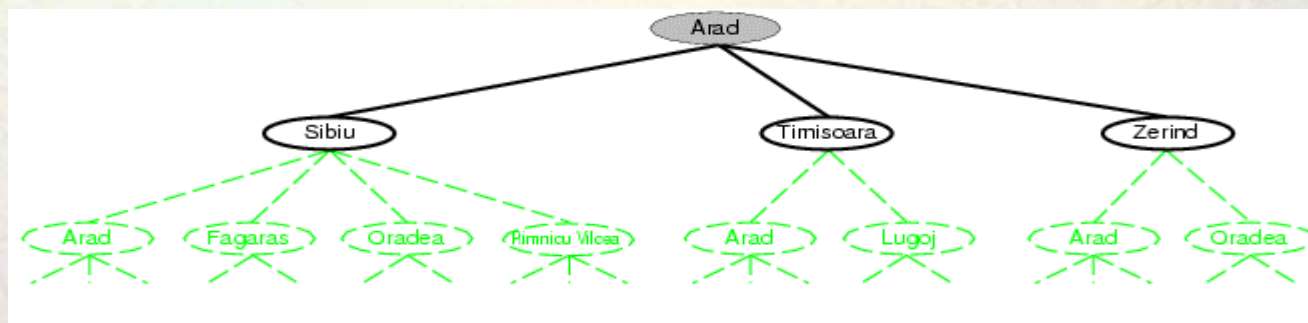 Arad
Sibiu Timisoara Zerind
Arad Fagaras Oradea Rimnicu Vilcea Arad Lugoj Arad Oradea